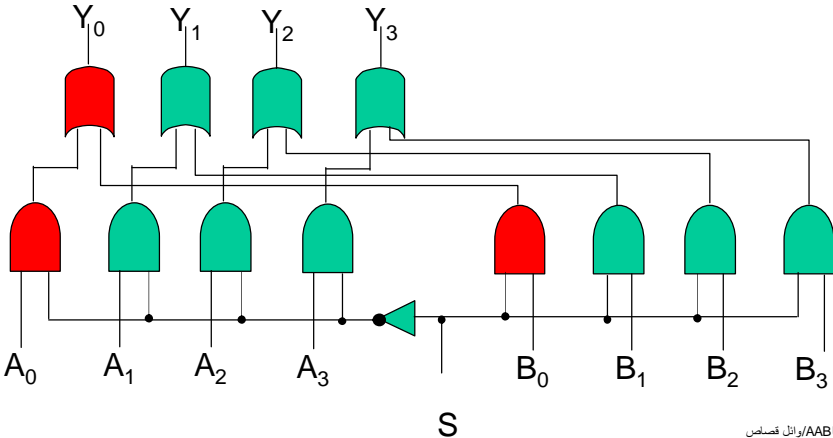 Y₀ Y₁ Y₂ Y₃
A₀ A₁ A₂ A₃ B₀ B₁ B₂ B₃
S
AAB/وائل قصاص